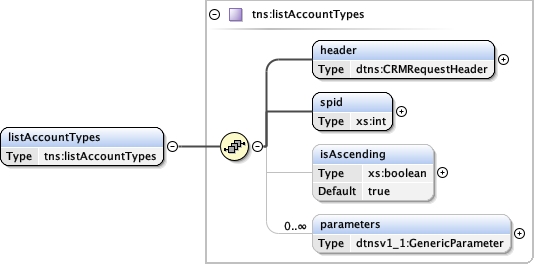 tns:listAccountTypes
header
Type dtns:CRMRequestHeader
spid
Type xs:int
listAccountTypes
Type tns:listAccountTypes
isAscending
Type xs:boolean
Default true
0..∞
parameters
Type dtnsv1_1:GenericParameter